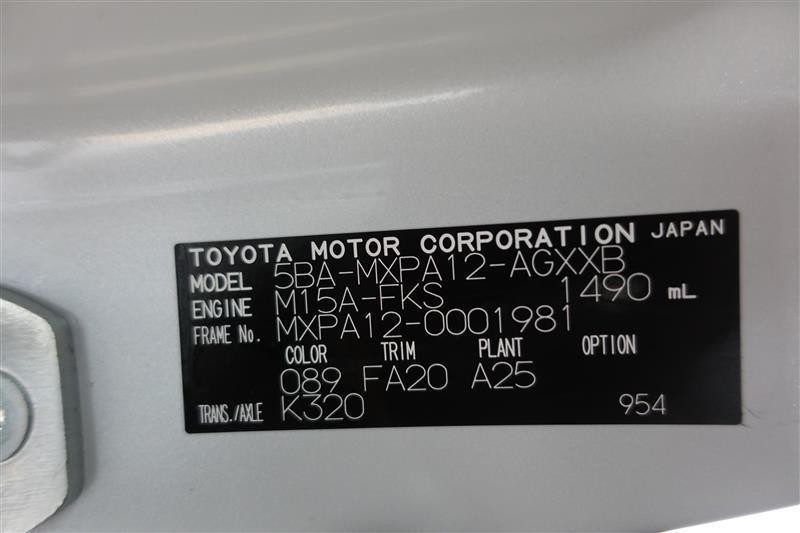 TOYOTA MOTOR CORPORATION JAPAN
MODEL 5BA-MXPA12-AGXXB
ENGINE M15A-FKS 1490 mL
FRAME No. MXPA12-0001981
COLOR TRIM PLANT OPTION
089 FA20 A25
TRANS./AXLE K320 954